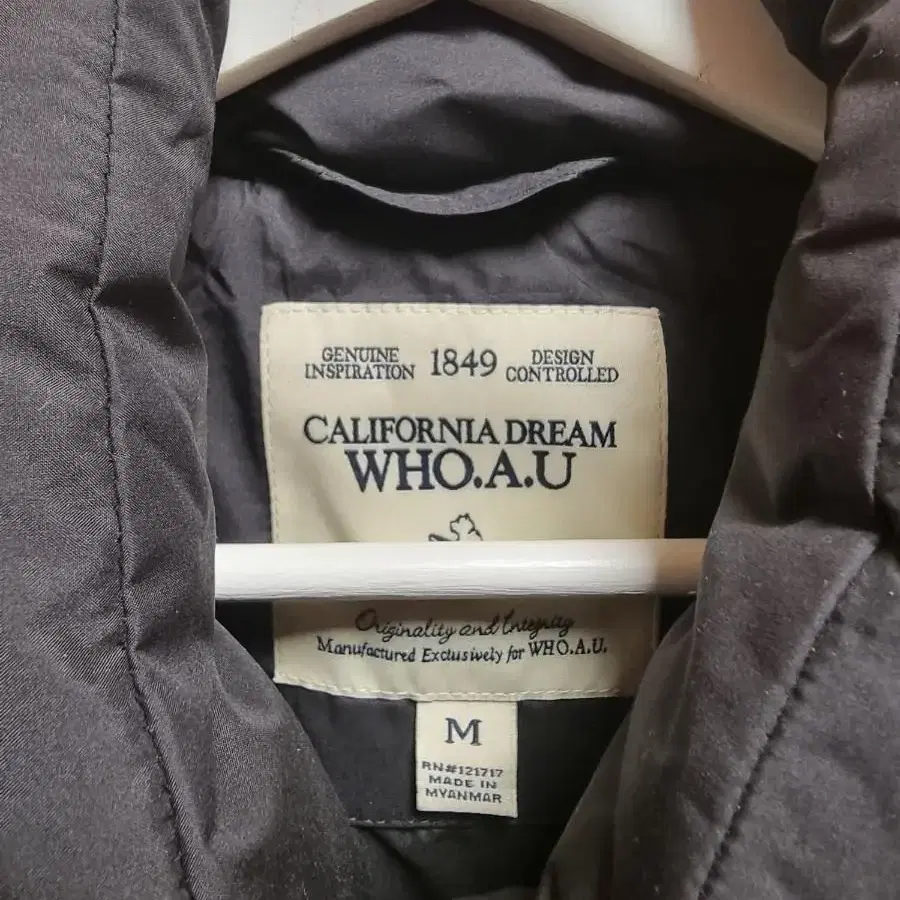 GENUINE INSPIRATION 1849 DESIGN CONTROLLED
CALIFORNIA DREAM
WHO.A.U
Originality and Integrity
Manufactured Exclusively for WHO.A.U.
M
RN#121717
MADE IN
MYANMAR